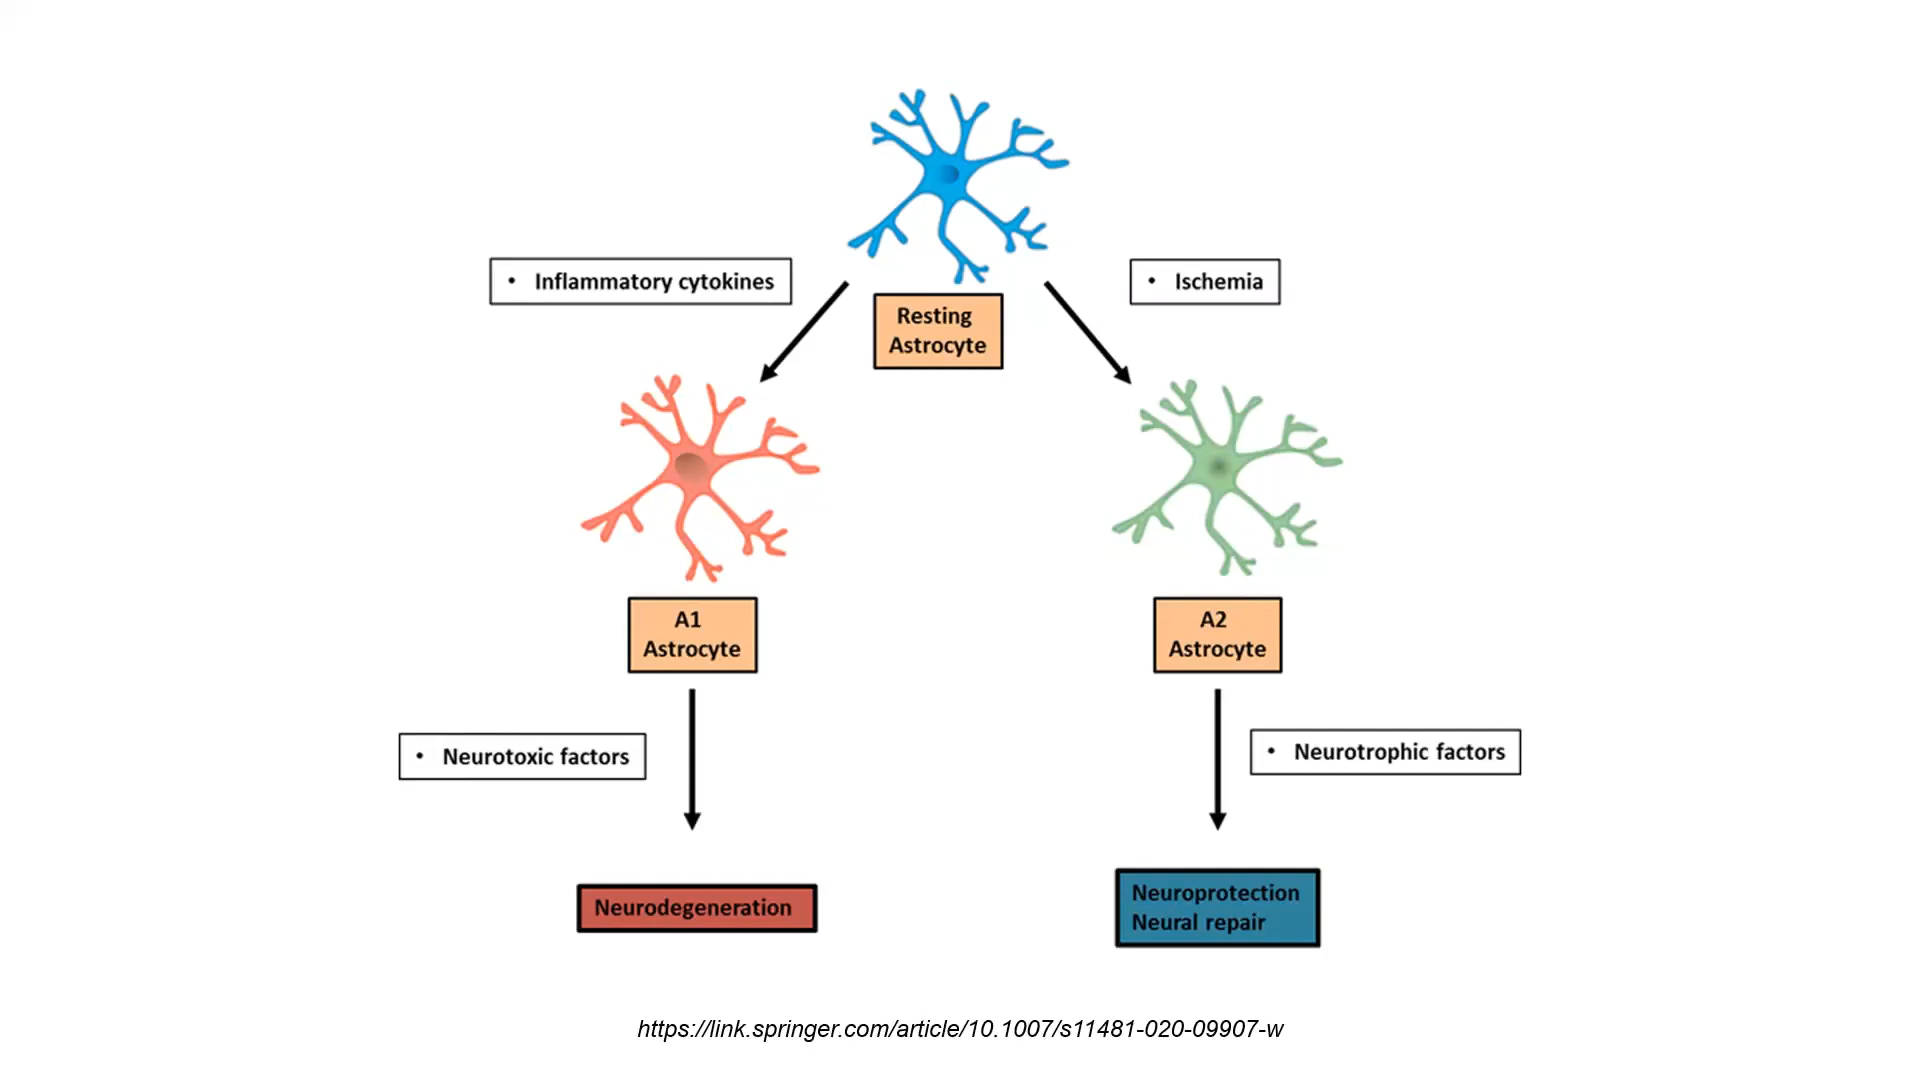 • Inflammatory cytokines
• Ischemia
Resting
Astrocyte
A1
Astrocyte
A2
Astrocyte
• Neurotoxic factors
• Neurotrophic factors
Neurodegeneration
Neuroprotection
Neural repair
https://link.springer.com/article/10.1007/s11481-020-09907-w